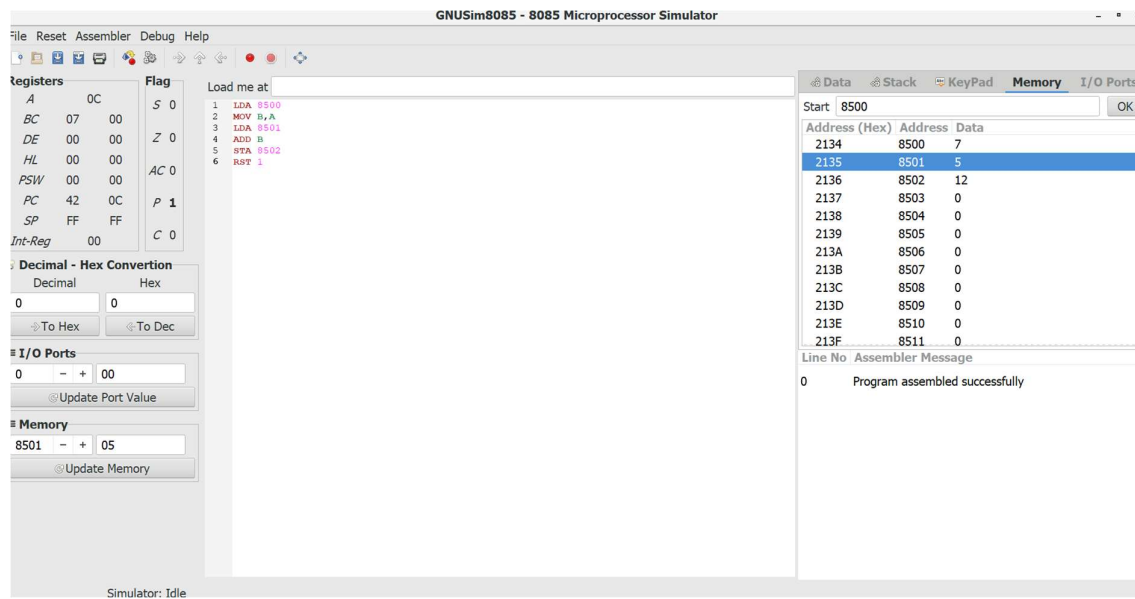 GNUSim8085 - 8085 Microprocessor Simulator
File Reset Assembler Debug Help
Registers
A 0C
BC 07 00
DE 00 00
HL 00 00
PSW 00 00
PC 42 0C
SP FF FF
Int-Reg 00
Flag
S 0
Z 0
AC 0
P 1
C 0
Decimal - Hex Convertion
Decimal Hex
0 0
To Hex To Dec
I/O Ports
0 - + 00
Update Port Value
Memory
8501 - + 05
Update Memory
Load me at
1 LDA 8500
2 MOV B,A
3 LDA 8501
4 ADD B
5 STA 8502
6 RST 1
Data Stack KeyPad Memory I/O Ports
Start 8500 OK
Address (Hex) Address Data
2134 8500 7
2135 8501 5
2136 8502 12
2137 8503 0
2138 8504 0
2139 8505 0
213A 8506 0
213B 8507 0
213C 8508 0
213D 8509 0
213E 8510 0
213F 8511 0
Line No Assembler Message
0 Program assembled successfully
Simulator: Idle